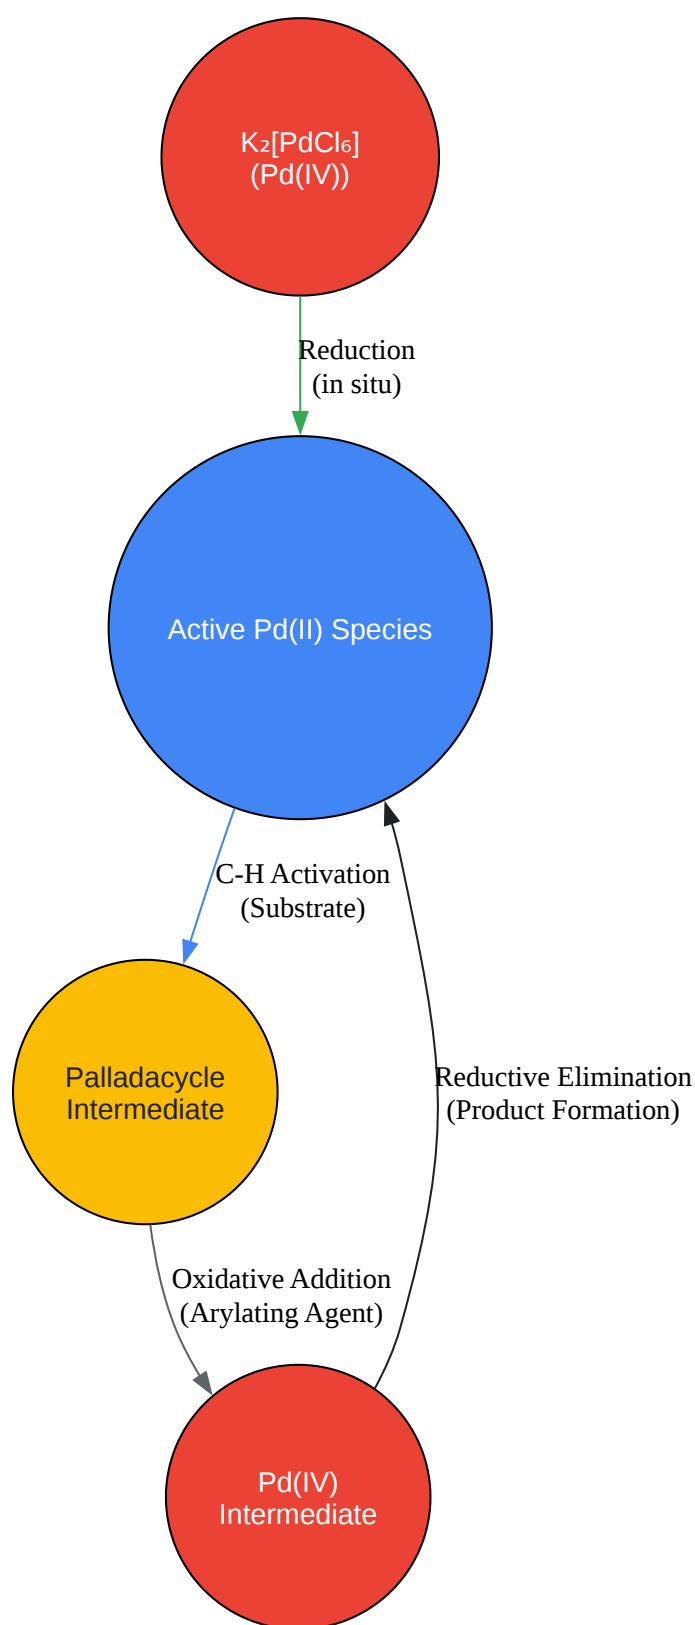 K₂[PdCl₆]
(Pd(IV))
Reduction
(in situ)
Active Pd(II) Species
C-H Activation
(Substrate)
Palladacycle
Intermediate
Reductive Elimination
(Product Formation)
Oxidative Addition
(Arylating Agent)
Pd(IV)
Intermediate